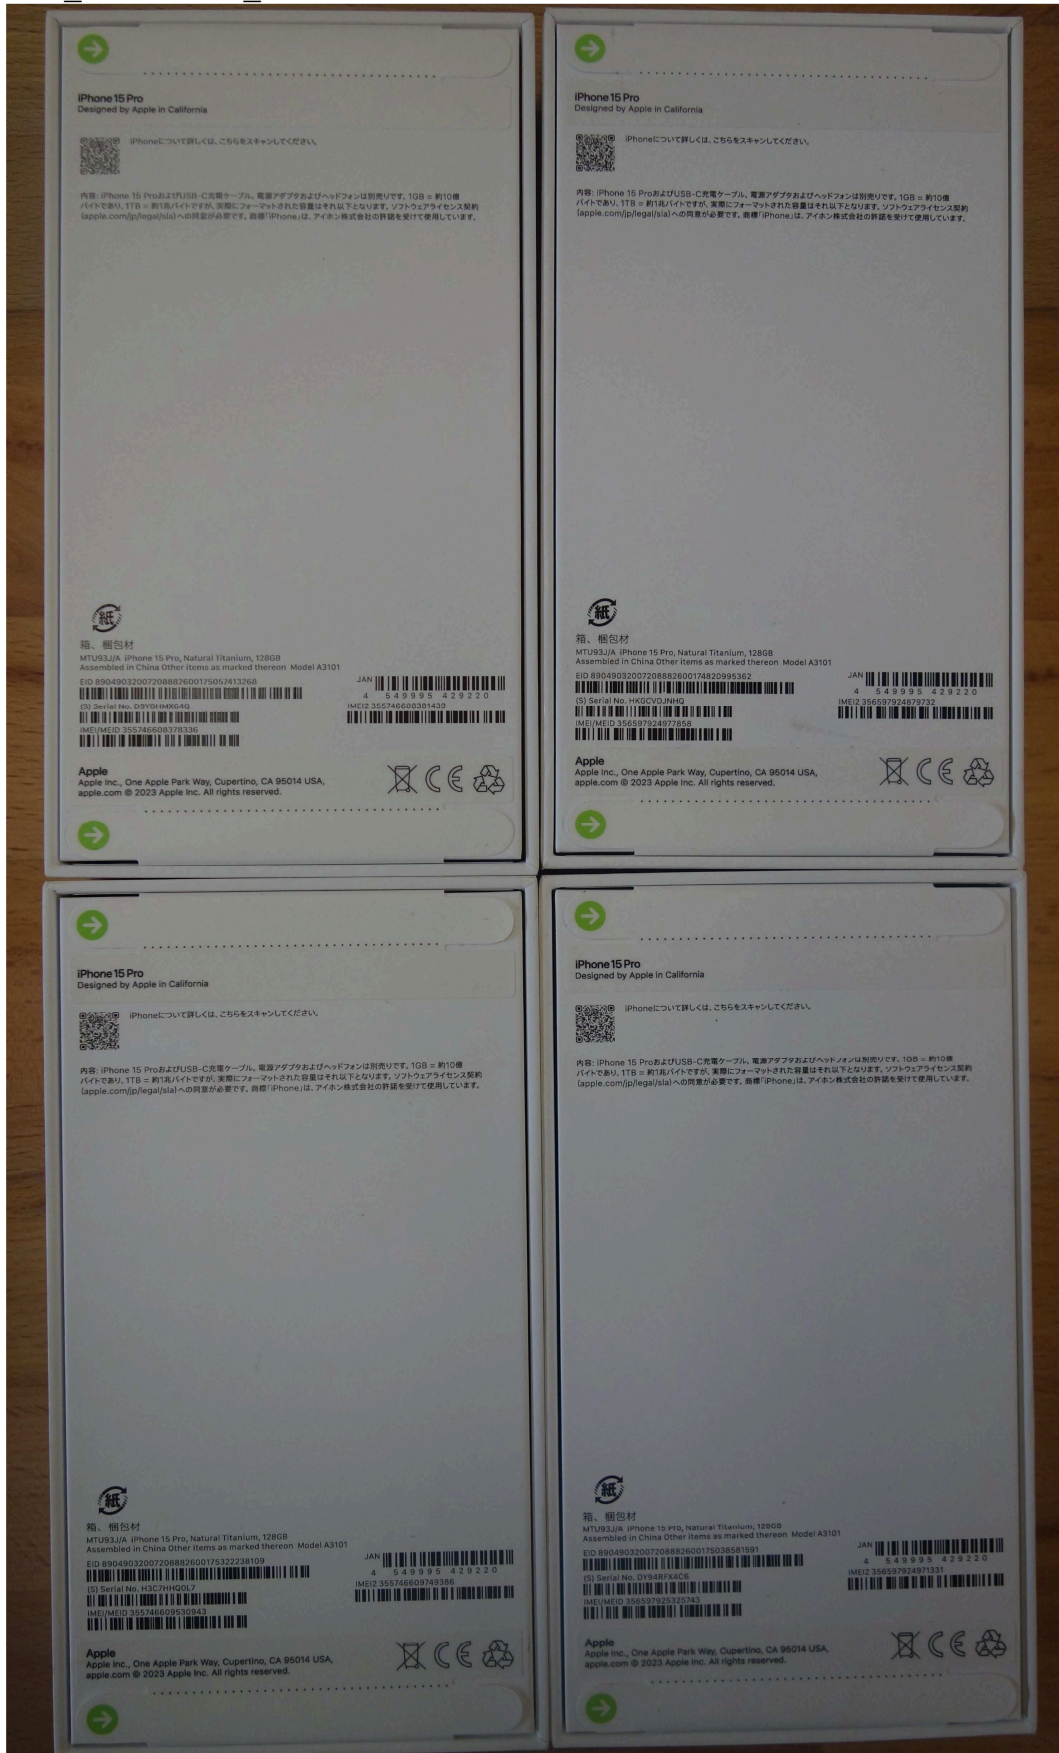 iPhone 15 Pro
Designed by Apple in California
iPhoneについて詳しくは、こちらをスキャンしてください。
内容: iPhone 15 ProおよびUSB-C充電ケーブル。電源アダプタおよびヘッドフォンは別売りです。1GB = 約10億
バイトであり、1TB = 約1兆バイトですが、実際にフォーマットされた容量はそれ以下となります。ソフトウェアライセンス契約
(apple.com/jp/legal/sla)への同意が必要です。商標「iPhone」は、アイホン株式会社の許諾を受けて使用しています。
紙
箱、梱包材
MTU93J/A iPhone 15 Pro, Natural Titanium, 128GB
Assembled in China Other items as marked thereon Model A3101
EID 89049032007208882600175057413268
JAN
4 549995 429220
(S) Serial No.
IMEI2 355746608381439
IMEI/MEID 355746608378336
Apple
Apple Inc., One Apple Park Way, Cupertino, CA 95014 USA,
apple.com © 2023 Apple Inc. All rights reserved.
iPhone 15 Pro
Designed by Apple in California
iPhoneについて詳しくは、こちらをスキャンしてください。
内容: iPhone 15 ProおよびUSB-C充電ケーブル。電源アダプタおよびヘッドフォンは別売りです。1GB = 約10億
バイトであり、1TB = 約1兆バイトですが、実際にフォーマットされた容量はそれ以下となります。ソフトウェアライセンス契約
(apple.com/jp/legal/sla)への同意が必要です。商標「iPhone」は、アイホン株式会社の許諾を受けて使用しています。
紙
箱、梱包材
MTU93J/A iPhone 15 Pro, Natural Titanium, 128GB
Assembled in China Other items as marked thereon Model A3101
EID 89049032007208882600174820995362
JAN
4 549995 429220
(S) Serial No. HKGCVDJNHQ
IMEI2 356597924879732
IMEI/MEID 356597924977858
Apple
Apple Inc., One Apple Park Way, Cupertino, CA 95014 USA,
apple.com © 2023 Apple Inc. All rights reserved.
iPhone 15 Pro
Designed by Apple in California
iPhoneについて詳しくは、こちらをスキャンしてください。
内容: iPhone 15 ProおよびUSB-C充電ケーブル。電源アダプタおよびヘッドフォンは別売りです。1GB = 約10億
バイトであり、1TB = 約1兆バイトですが、実際にフォーマットされた容量はそれ以下となります。ソフトウェアライセンス契約
(apple.com/jp/legal/sla)への同意が必要です。商標「iPhone」は、アイホン株式会社の許諾を受けて使用しています。
紙
箱、梱包材
MTU93J/A iPhone 15 Pro, Natural Titanium, 128GB
Assembled in China Other items as marked thereon Model A3101
EID 89049032007208882600175322238109
JAN
4 549995 429220
(S) Serial No. H3C7HHQ0L7
IMEI2 355746609749386
IMEI/MEID 355746609530943
Apple
Apple Inc., One Apple Park Way, Cupertino, CA 95014 USA,
apple.com © 2023 Apple Inc. All rights reserved.
iPhone 15 Pro
Designed by Apple in California
iPhoneについて詳しくは、こちらをスキャンしてください。
内容: iPhone 15 ProおよびUSB-C充電ケーブル。電源アダプタおよびヘッドフォンは別売りです。1GB = 約10億
バイトであり、1TB = 約1兆バイトですが、実際にフォーマットされた容量はそれ以下となります。ソフトウェアライセンス契約
(apple.com/jp/legal/sla)への同意が必要です。商標「iPhone」は、アイホン株式会社の許諾を受けて使用しています。
紙
箱、梱包材
MTU93J/A iPhone 15 Pro, Natural Titanium, 128GB
Assembled in China Other items as marked thereon Model A3101
EID 89049032007208882600175038581591
JAN
4 549995 429220
(S) Serial No. DY94RFX4C6
IMEI2 356597924971331
IMEI/MEID 356597925325743
Apple
Apple Inc., One Apple Park Way, Cupertino, CA 95014 USA,
apple.com © 2023 Apple Inc. All rights reserved.